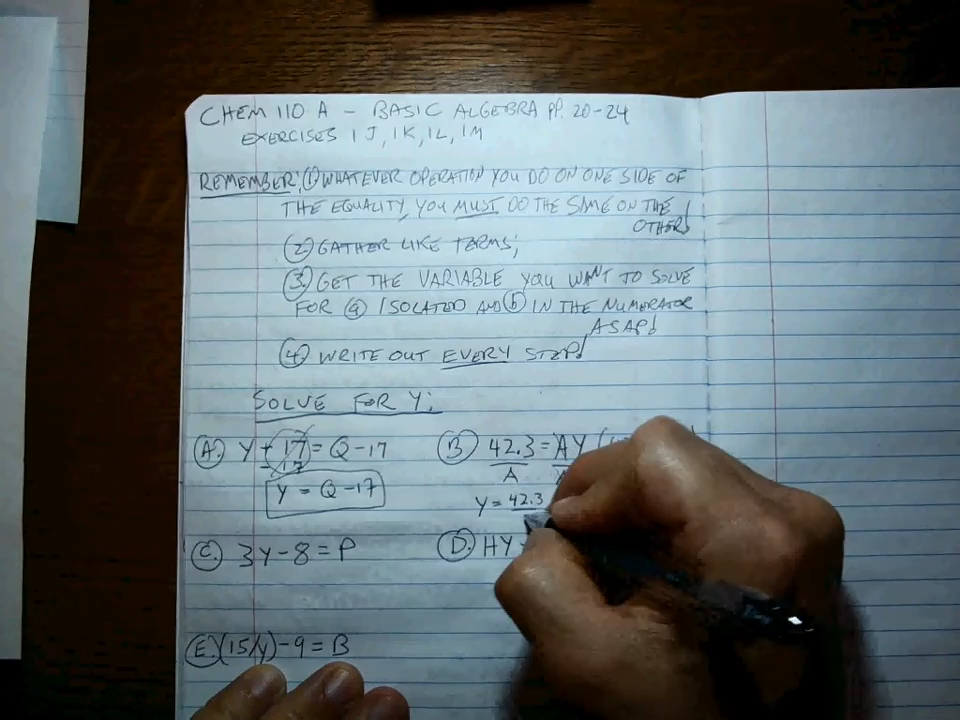 CHEM 110 A - BASIC ALGEBRA PP. 20-24
EXERCISES 1 J, 1K, 1L, 1M
REMEMBER: (1) WHATEVER OPERATION YOU DO ON ONE SIDE OF
THE EQUALITY, YOU MUST DO THE SAME ON THE
OTHER!
(2) GATHER LIKE TERMS;
(3.) GET THE VARIABLE YOU WANT TO SOLVE
FOR (a) ISOLATED AND (b) IN THE NUMERATOR
ASAP!
(4.) WRITE OUT EVERY STEP!
SOLVE FOR Y:
(A.) Y + 17 = Q - 17
- 17
Y = Q - 17
(B) 42.3 = AY
A
Y = 42.3
(C.) 3Y - 8 = P
(D.) HY
(E.) (15/Y) - 9 = B